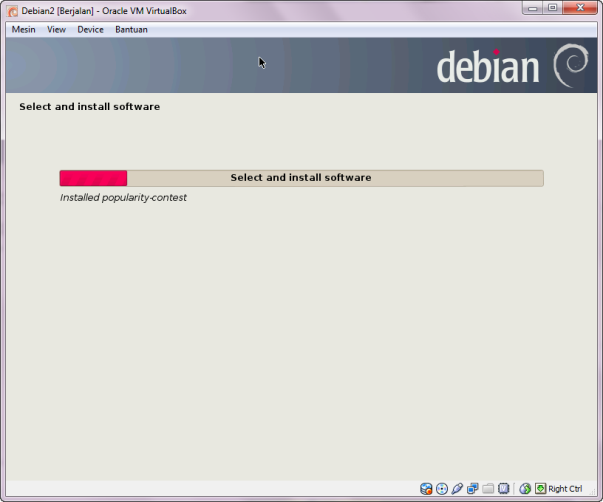 Debian2 [Berjalan] - Oracle VM VirtualBox
Mesin View Device Bantuan
debian
Select and install software
Select and install software
Installed popularity-contest
Right Ctrl